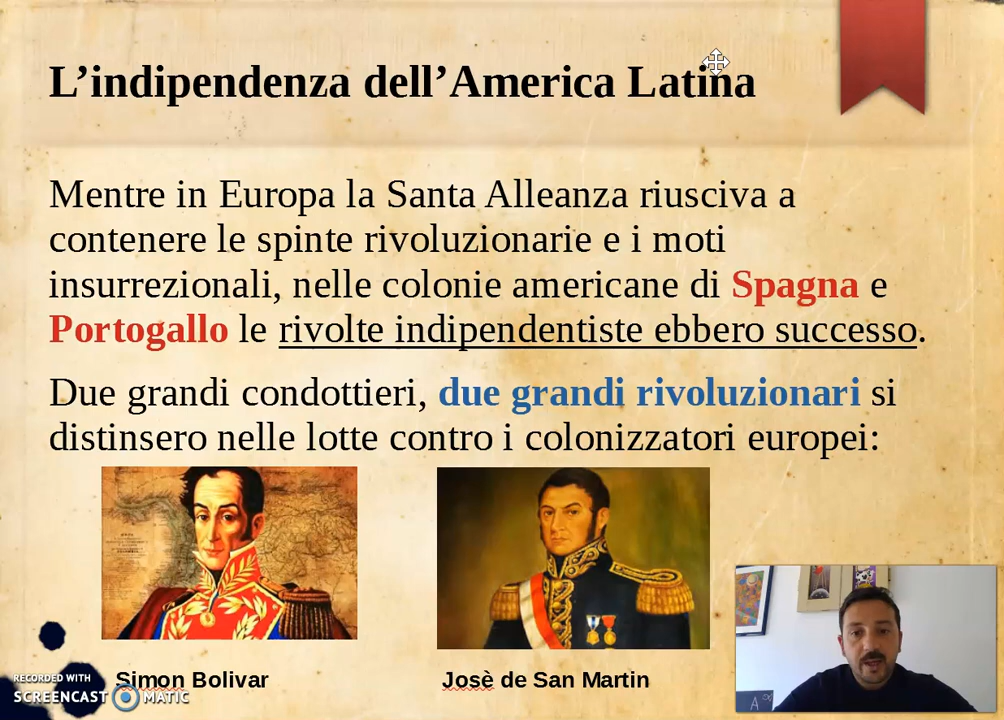 L’indipendenza dell’America Latina
Mentre in Europa la Santa Alleanza riusciva a
contenere le spinte rivoluzionarie e i moti
insurrezionali, nelle colonie americane di Spagna e
Portogallo le rivolte indipendentiste ebbero successo.
Due grandi condottieri, due grandi rivoluzionari si
distinsero nelle lotte contro i colonizzatori europei:
Simon Bolivar
Josè de San Martin
RECORDED WITH
SCREENCAST MATIC